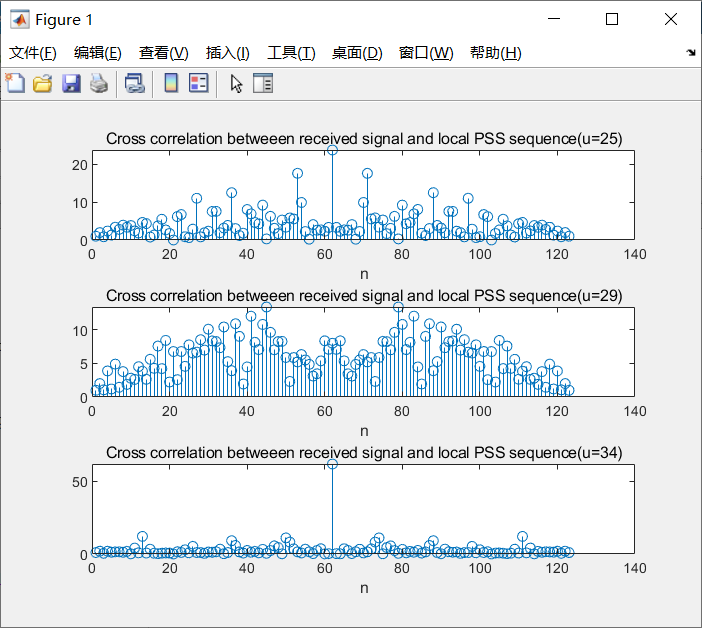 Figure 1
文件(F) 编辑(E) 查看(V) 插入(I) 工具(T) 桌面(D) 窗口(W) 帮助(H)
Cross correlation betweeen received signal and local PSS sequence(u=25)
20
10
0
0 20 40 60 80 100 120 140
n
Cross correlation betweeen received signal and local PSS sequence(u=29)
10
5
0
0 20 40 60 80 100 120 140
n
Cross correlation betweeen received signal and local PSS sequence(u=34)
50
0
0 20 40 60 80 100 120 140
n